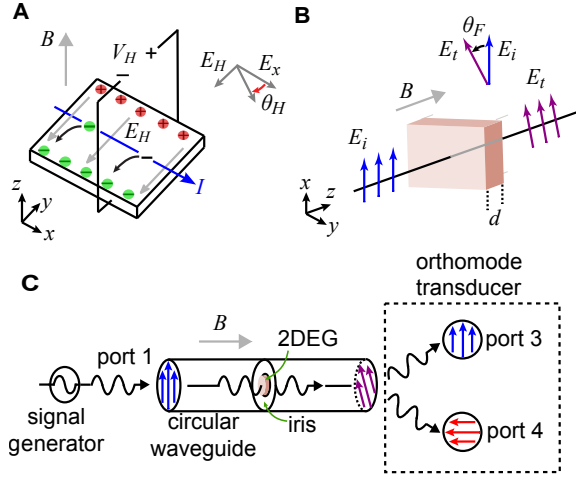 A
B
V_H
+
−
E_H
E_x
θ_H
E_H
I
z
y
x
B
θ_F
E_t
E_i
B
E_t
E_i
x
z
y
d
C
orthomode
transducer
B
2DEG
port 1
port 3
signal
generator
circular
waveguide
iris
port 4